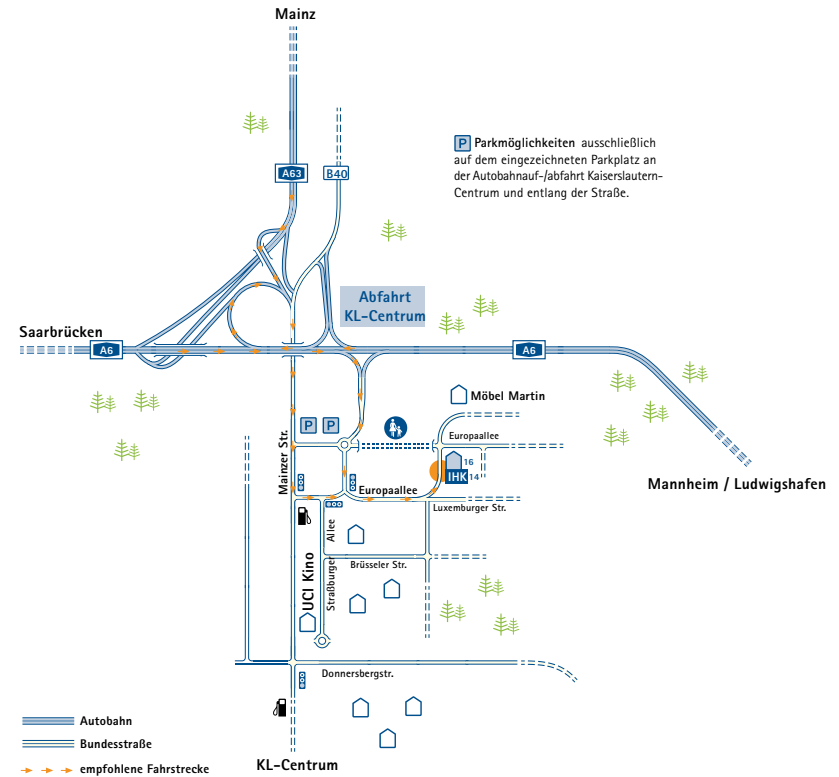 Mainz
P Parkmöglichkeiten ausschließlich
auf dem eingezeichneten Parkplatz an
der Autobahnauf-/abfahrt Kaiserslautern-
Centrum und entlang der Straße.
A63
B40
Abfahrt
KL-Centrum
Saarbrücken
A6
A6
Möbel Martin
P P
Mainzer Str.
Europaallee
16
IHK 14
Mannheim / Ludwigshafen
Europaallee
Luxemburger Str.
Straßburger Allee
UCI Kino
Brüsseler Str.
Donnersbergstr.
Autobahn
Bundesstraße
empfohlene Fahrstrecke
KL-Centrum